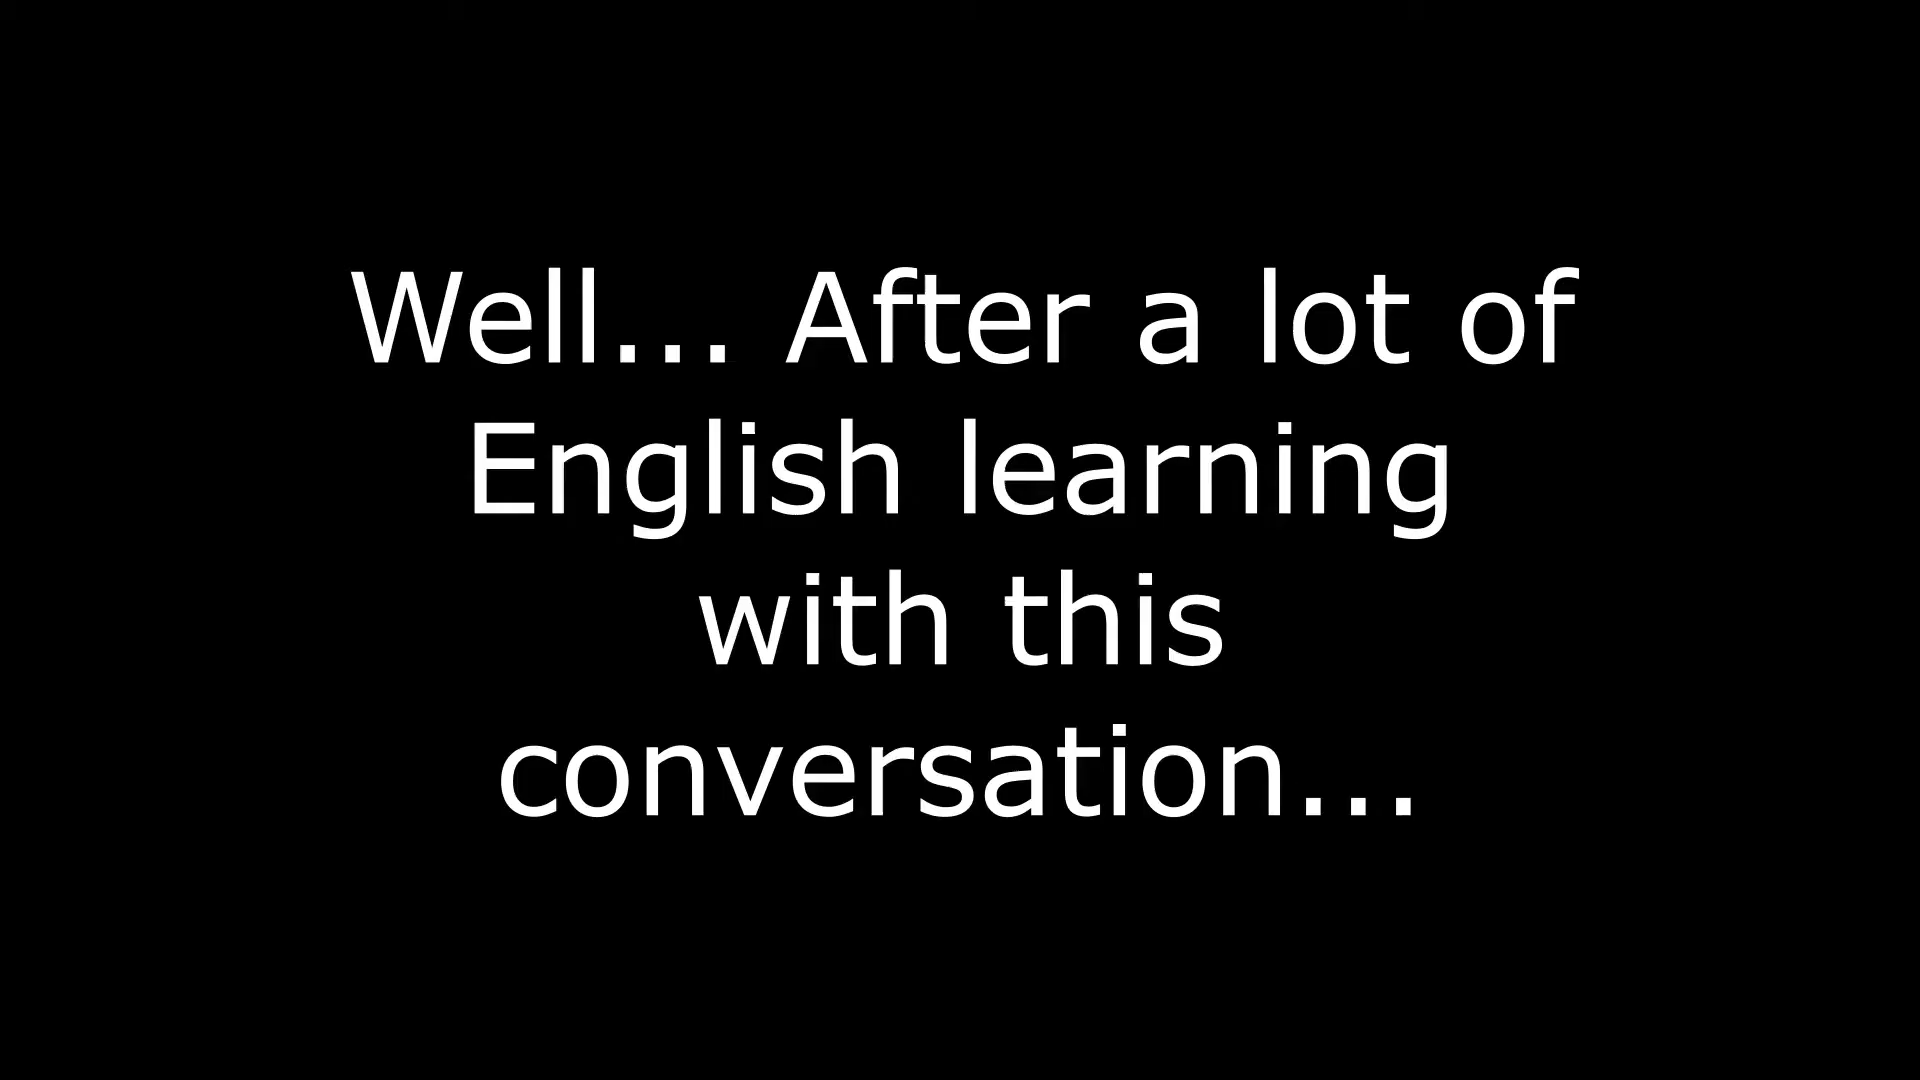 Well... After a lot of
English learning
with this
conversation...